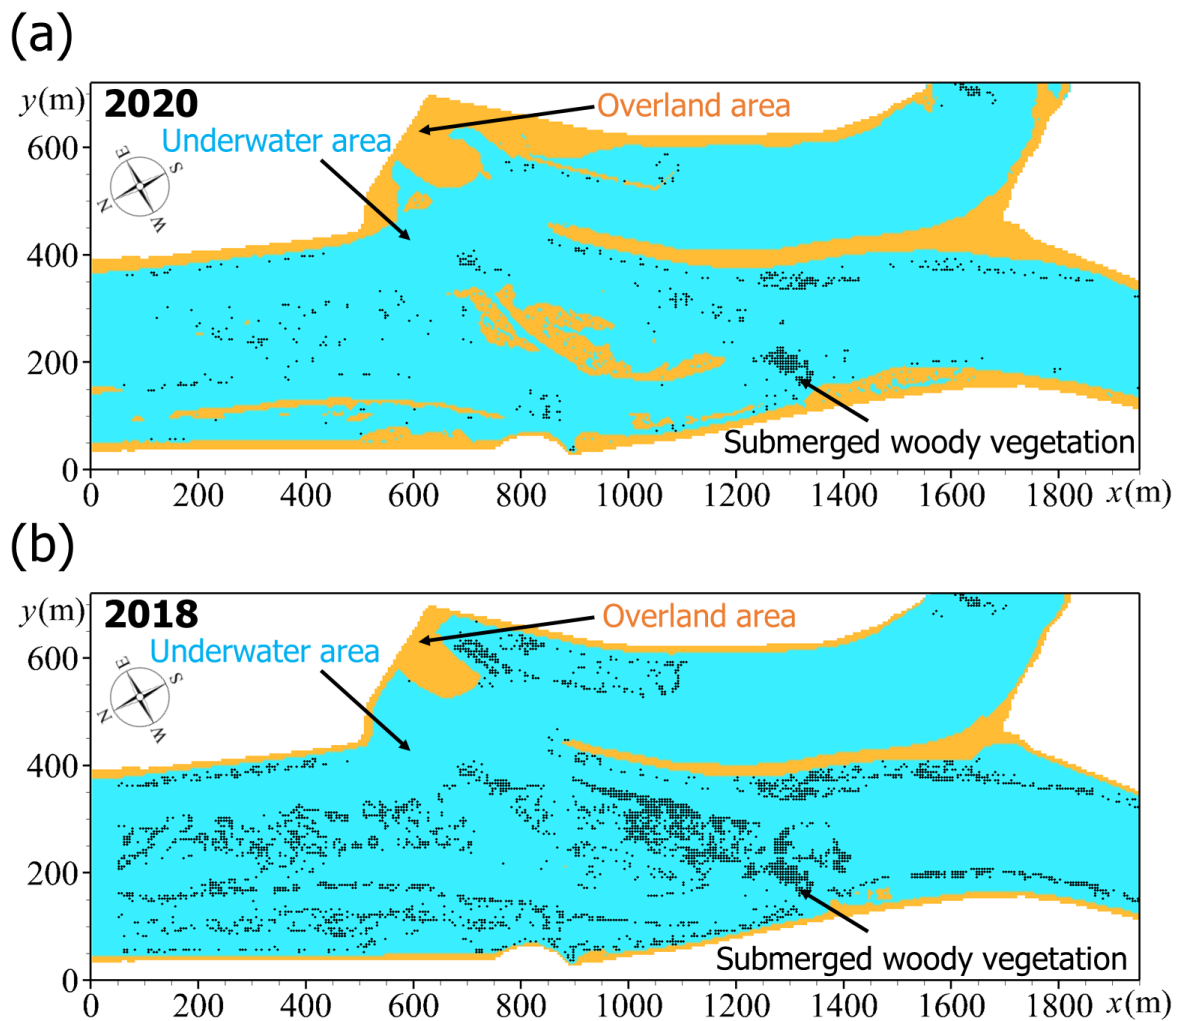 (a)
y(m)
2020
Overland area
Underwater area
600
E
S
N
W
400
200
Submerged woody vegetation
0
0 200 400 600 800 1000 1200 1400 1600 1800 x(m)
(b)
y(m)
2018
Overland area
Underwater area
600
E
S
N
W
400
200
Submerged woody vegetation
0
0 200 400 600 800 1000 1200 1400 1600 1800 x(m)